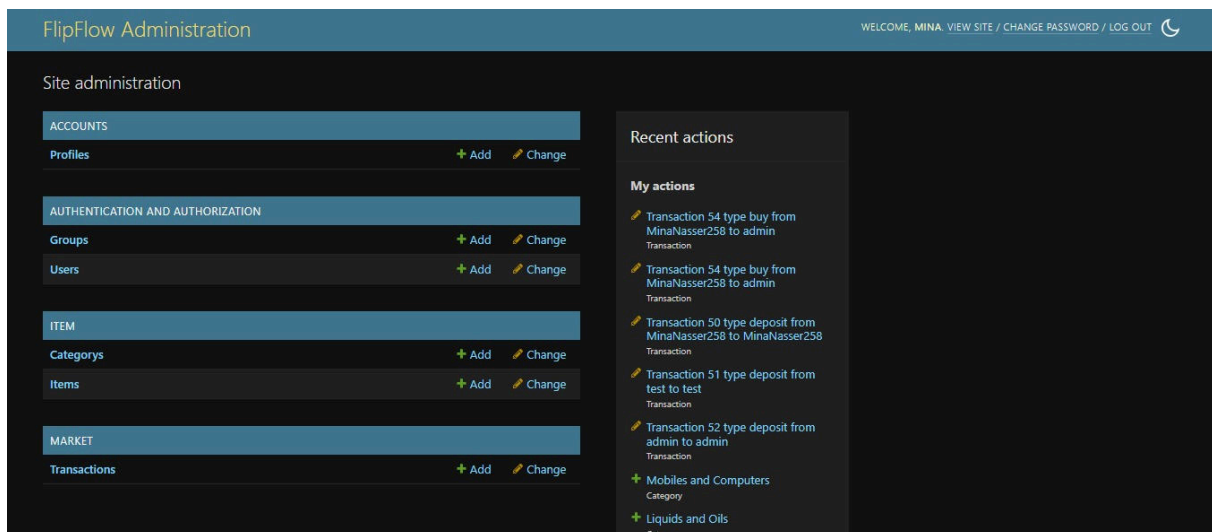 FlipFlow Administration
WELCOME, MINA. VIEW SITE / CHANGE PASSWORD / LOG OUT
Site administration
ACCOUNTS
Profiles + Add Change
AUTHENTICATION AND AUTHORIZATION
Groups + Add Change
Users + Add Change
ITEM
Categorys + Add Change
Items + Add Change
MARKET
Transactions + Add Change
Recent actions
My actions
Transaction 54 type buy from
MinaNasser258 to admin
Transaction
Transaction 54 type buy from
MinaNasser258 to admin
Transaction
Transaction 50 type deposit from
MinaNasser258 to MinaNasser258
Transaction
Transaction 51 type deposit from
test to test
Transaction
Transaction 52 type deposit from
admin to admin
Transaction
+ Mobiles and Computers
Category
+ Liquids and Oils